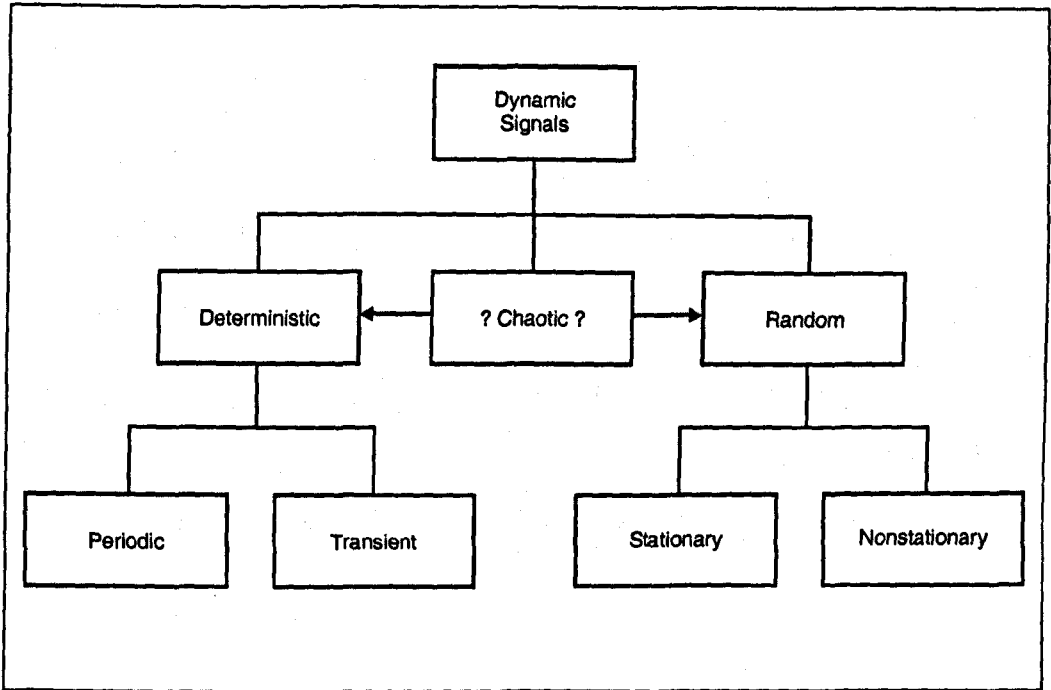 Dynamic
Signals
Deterministic
? Chaotic ?
Random
Periodic
Transient
Stationary
Nonstationary